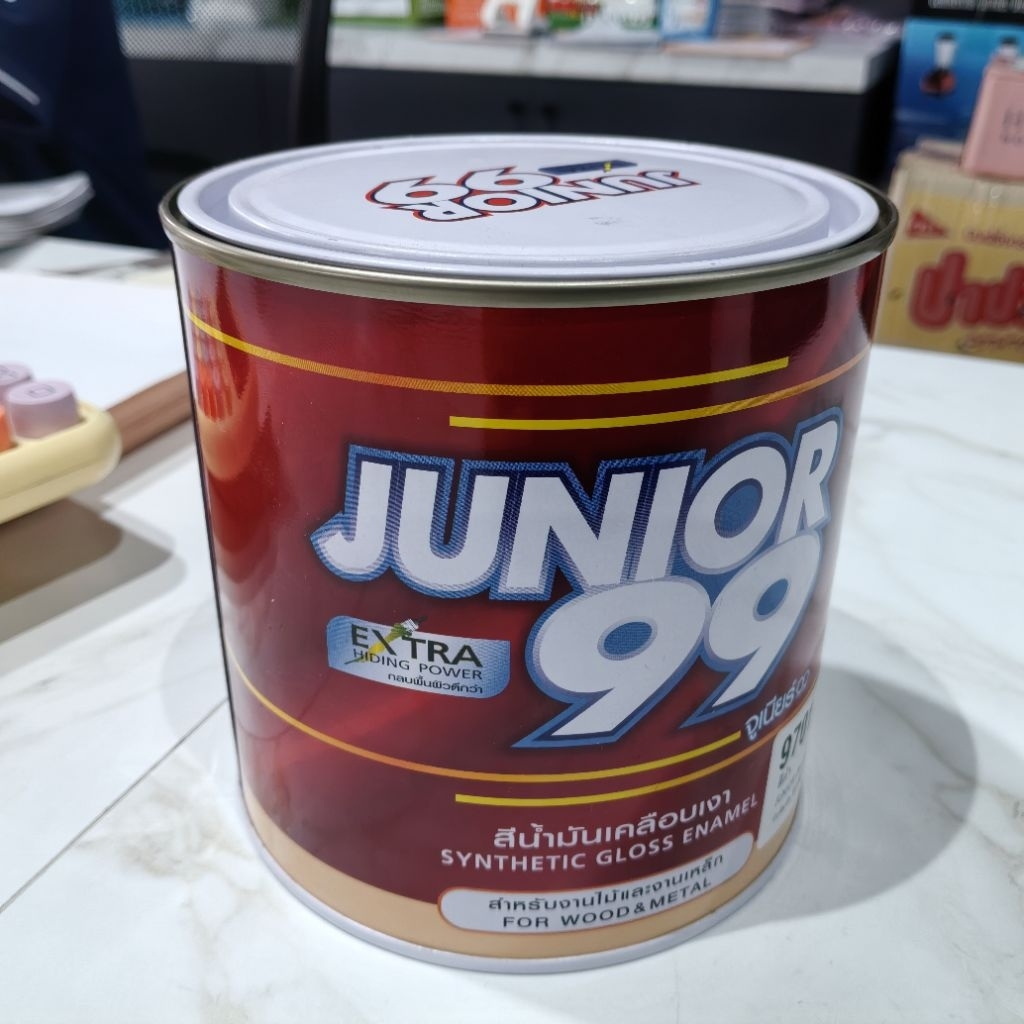 JUNIOR
99
JUNIOR
99
EXTRA
HIDING POWER
กลบพื้นผิวดีกว่า
จูเนียร์ 99
970
สีน้ำมันเคลือบเงา
SYNTHETIC GLOSS ENAMEL
สำหรับงานไม้และงานเหล็ก
FOR WOOD & METAL